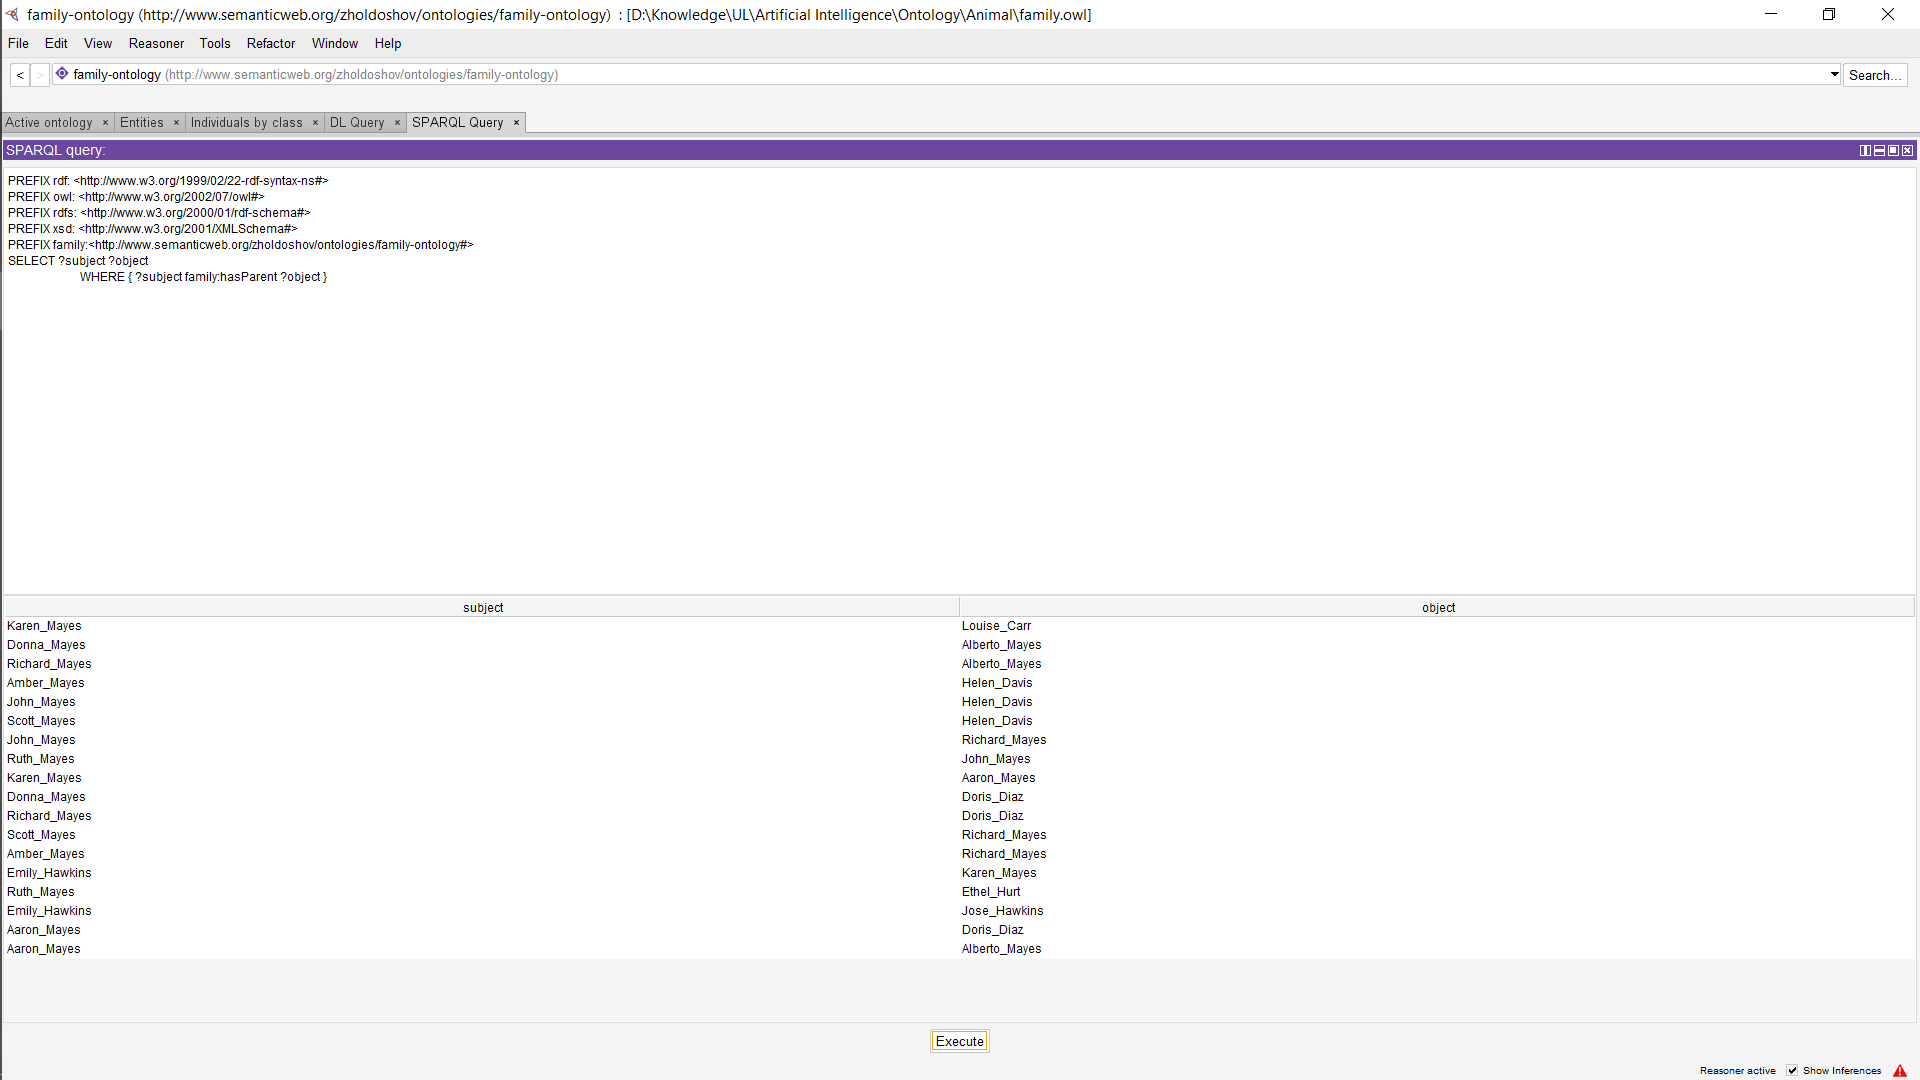 family-ontology (http://www.semanticweb.org/zholdoshov/ontologies/family-ontology) : [D:\Knowledge\UL\Artificial Intelligence\Ontology\Animal\family.owl]
File Edit View Reasoner Tools Refactor Window Help
< > family-ontology (http://www.semanticweb.org/zholdoshov/ontologies/family-ontology) Search...
Active ontology × Entities × Individuals by class × DL Query × SPARQL Query ×
SPARQL query:
PREFIX rdf: <http://www.w3.org/1999/02/22-rdf-syntax-ns#>
PREFIX owl: <http://www.w3.org/2002/07/owl#>
PREFIX rdfs: <http://www.w3.org/2000/01/rdf-schema#>
PREFIX xsd: <http://www.w3.org/2001/XMLSchema#>
PREFIX family:<http://www.semanticweb.org/zholdoshov/ontologies/family-ontology#>
SELECT ?subject ?object
WHERE { ?subject family:hasParent ?object }
subject object
Karen_Mayes Louise_Carr
Donna_Mayes Alberto_Mayes
Richard_Mayes Alberto_Mayes
Amber_Mayes Helen_Davis
John_Mayes Helen_Davis
Scott_Mayes Helen_Davis
John_Mayes Richard_Mayes
Ruth_Mayes John_Mayes
Karen_Mayes Aaron_Mayes
Donna_Mayes Doris_Diaz
Richard_Mayes Doris_Diaz
Scott_Mayes Richard_Mayes
Amber_Mayes Richard_Mayes
Emily_Hawkins Karen_Mayes
Ruth_Mayes Ethel_Hurt
Emily_Hawkins Jose_Hawkins
Aaron_Mayes Doris_Diaz
Aaron_Mayes Alberto_Mayes
Execute
Reasoner active Show Inferences